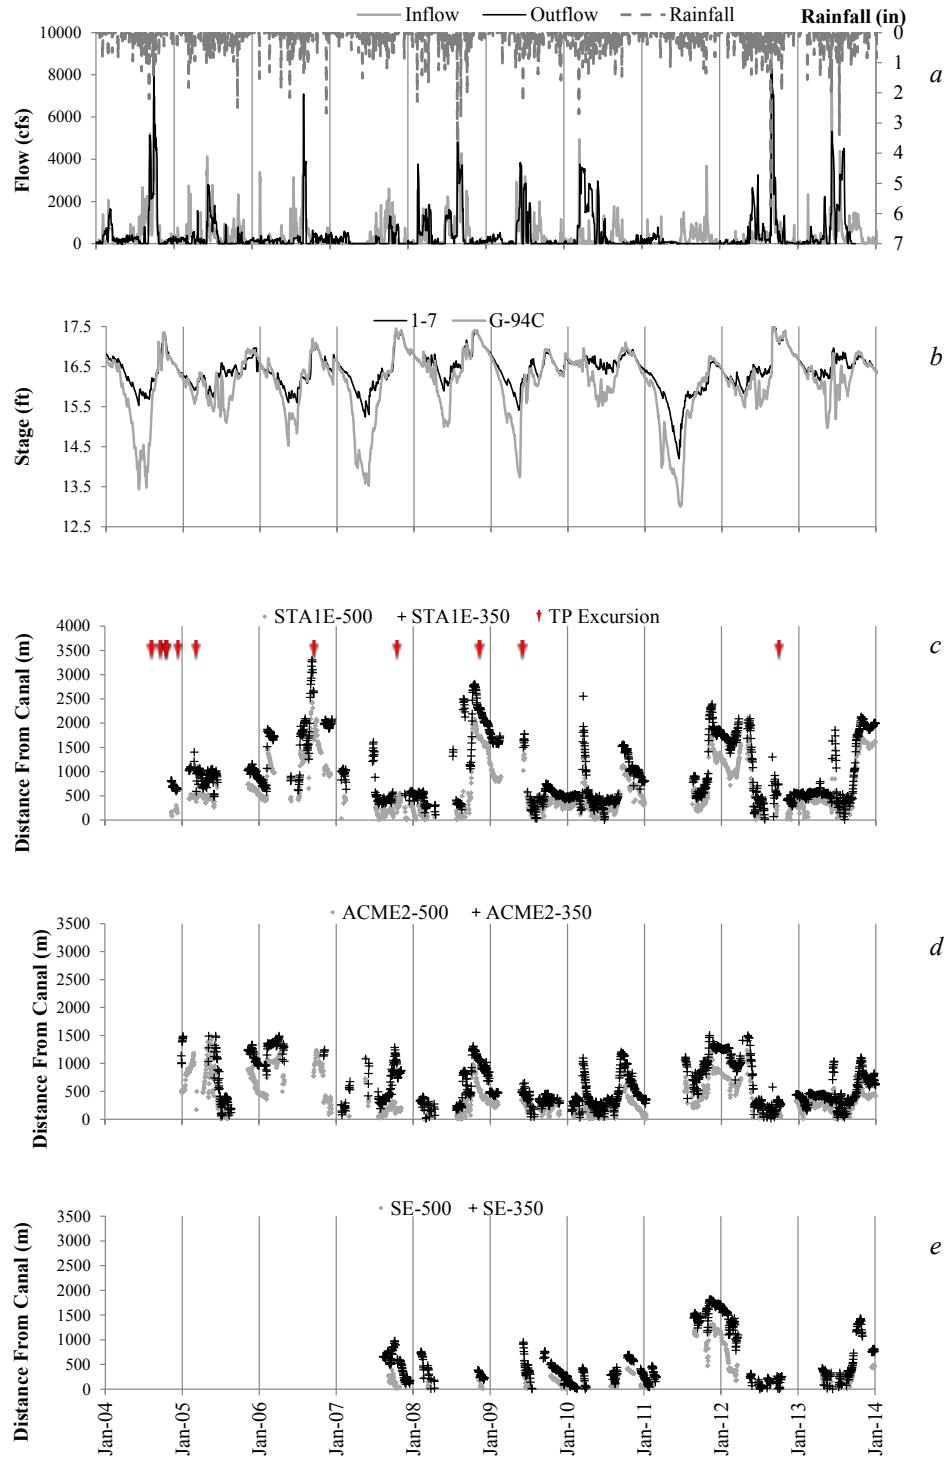 Inflow Outflow Rainfall Rainfall (in)
10000 0
8000 1
6000 2
4000 3
2000 4
0 5
6
7
Flow (cfs)
a
1-7 G-94C
17.5
16.5
15.5
14.5
13.5
12.5
Stage (ft)
b
STA1E-500 STA1E-350 TP Excursion
4000
3500
3000
2500
2000
1500
1000
500
0
Distance From Canal (m)
c
ACME2-500 ACME2-350
3500
3000
2500
2000
1500
1000
500
0
Distance From Canal (m)
d
SE-500 SE-350
3500
3000
2500
2000
1500
1000
500
0
Distance From Canal (m)
e
Jan-04 Jan-05 Jan-06 Jan-07 Jan-08 Jan-09 Jan-10 Jan-11 Jan-12 Jan-13 Jan-14